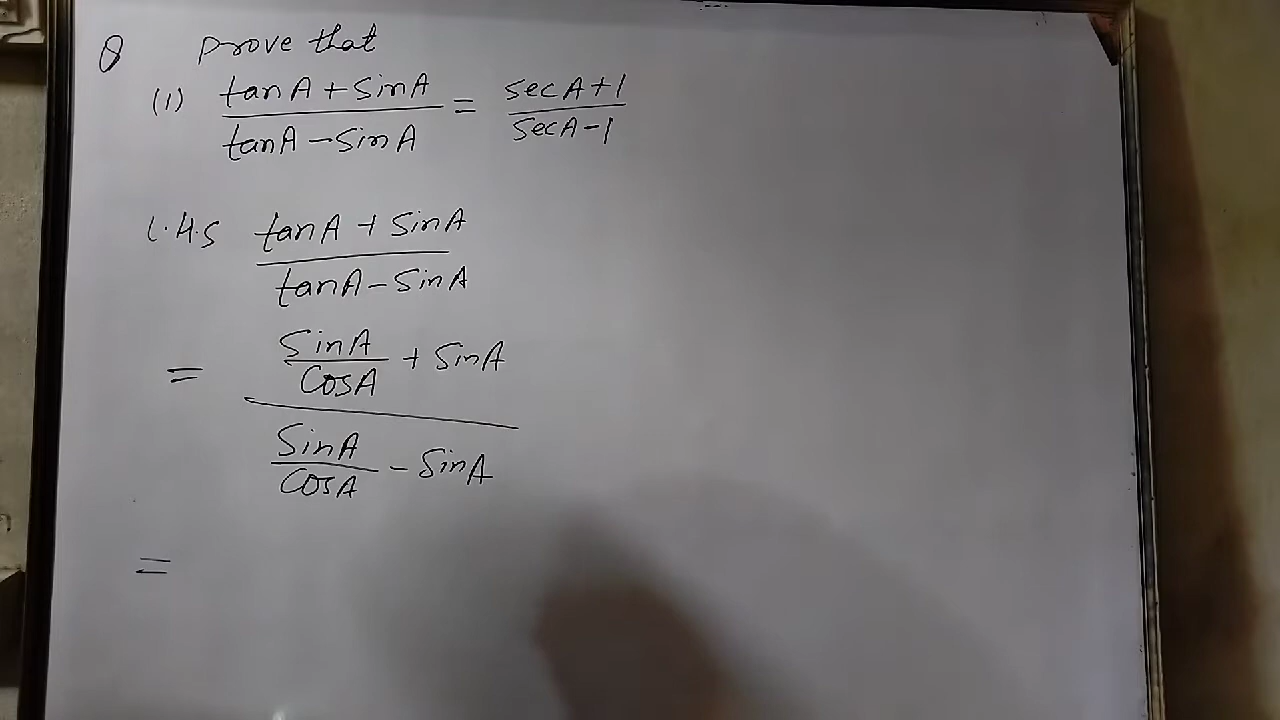 Q prove that
(1) tanA + sinA / tanA - sinA = secA+1 / secA-1
L.H.S tanA + sinA / tanA - sinA
= sinA / cosA + sinA
sinA / cosA - sinA
=